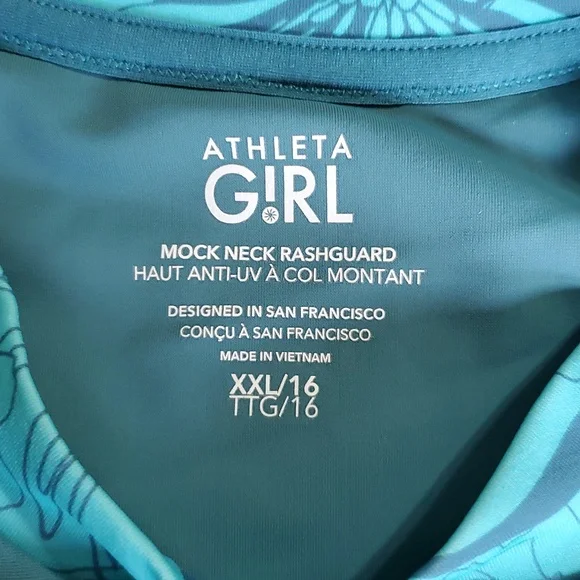 ATHLETA
G!RL
MOCK NECK RASHGUARD
HAUT ANTI-UV À COL MONTANT
DESIGNED IN SAN FRANCISCO
CONÇU À SAN FRANCISCO
MADE IN VIETNAM
XXL/16
TTG/16